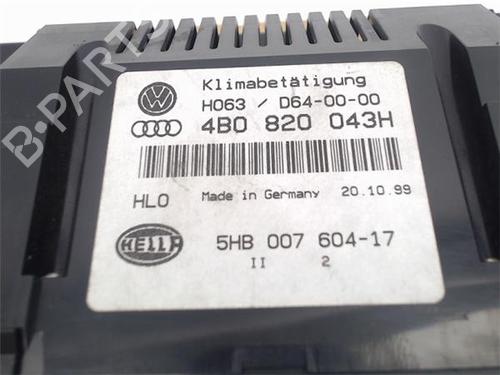 Klimabetätigung
H063 / D64-00-00
4B0 820 043H
HLO Made in Germany 20.10.99
HELLA 5HB 007 604-17
II 2
B-PARTS